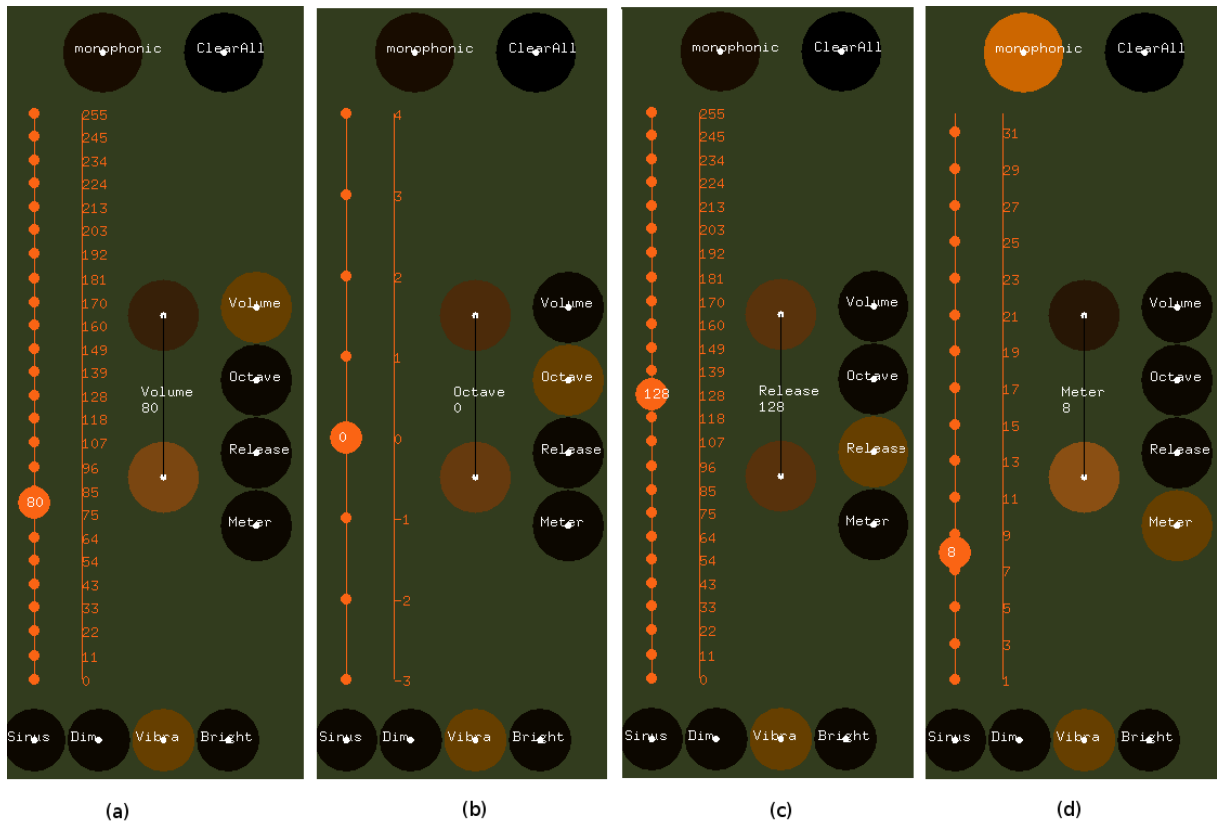 monophonic ClearAll
255
245
234
224
213
203
192
181
170
160
149
139
128
118
107
96
85
75
64
54
43
33
22
11
0
80
Volume
80
Volume
Octave
Release
Meter
Sinus Dim Vibra Bright
(a)
monophonic ClearAll
4
3
2
1
0
-1
-2
-3
0
Octave
0
Volume
Octave
Release
Meter
Sinus Dim Vibra Bright
(b)
monophonic ClearAll
255
245
234
224
213
203
192
181
170
160
149
139
128
118
107
96
85
75
64
54
43
33
22
11
0
128
Release
128
Volume
Octave
Release
Meter
Sinus Dim Vibra Bright
(c)
monophonic ClearAll
31
29
27
25
23
21
19
17
15
13
11
9
7
5
3
1
8
Meter
8
Volume
Octave
Release
Meter
Sinus Dim Vibra Bright
(d)